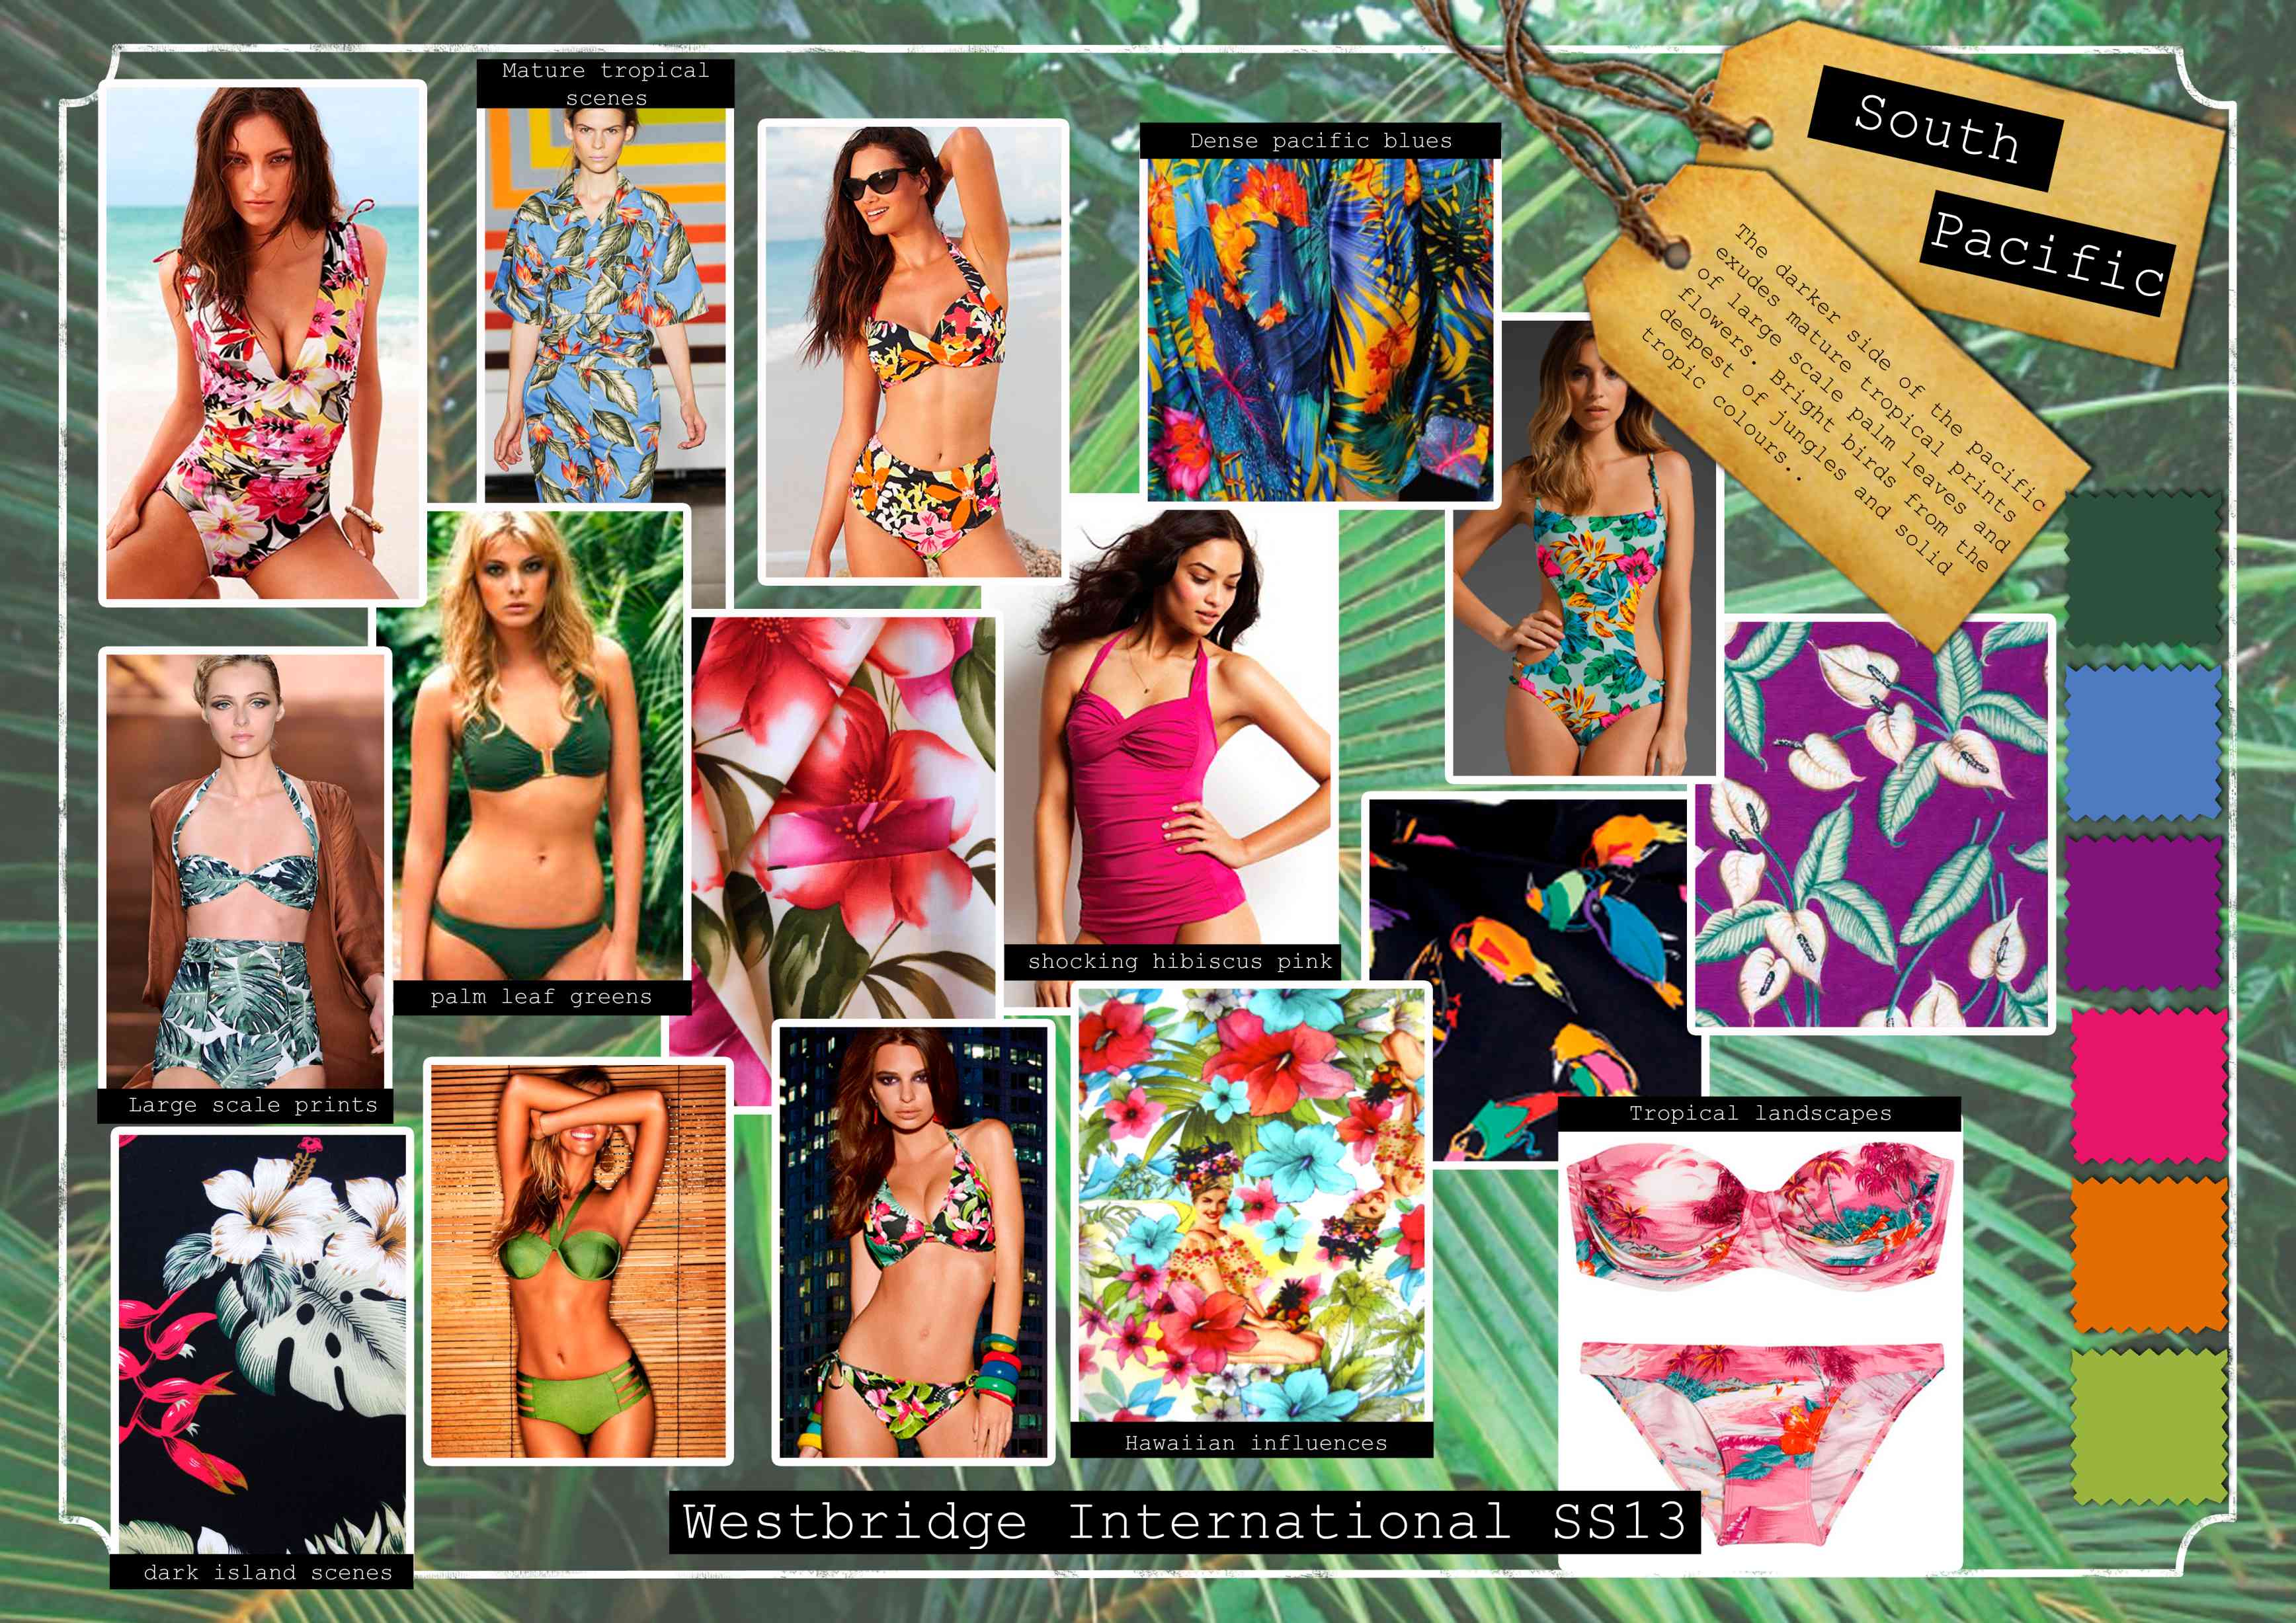 Mature tropical
scenes
Dense pacific blues
South
Pacific
The darker side of the pacific
exudes mature tropical prints
of large scale palm leaves and
flowers. Bright birds from the
deepest of jungles and solid
tropic colours..
shocking hibiscus pink
palm leaf greens
Large scale prints
Tropical landscapes
Hawaiian influences
Westbridge International SS13
dark island scenes